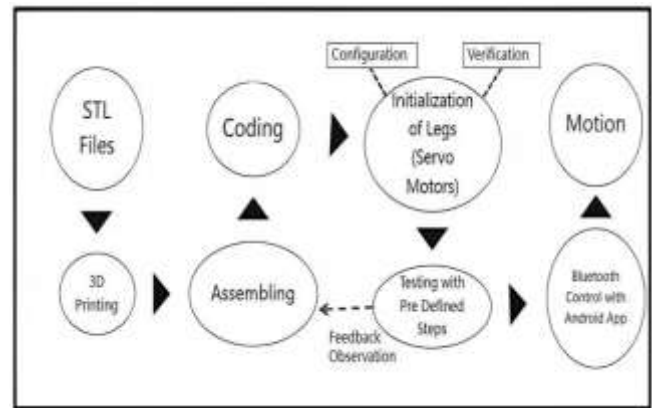 Configuration
Verification
STL
Files
Coding
Initialization
of Legs
(Servo
Motors)
Motion
3D
Printing
Assembling
Testing with
Pre Defined
Steps
Bluetooth
Control with
Android App
Feedback
Observation